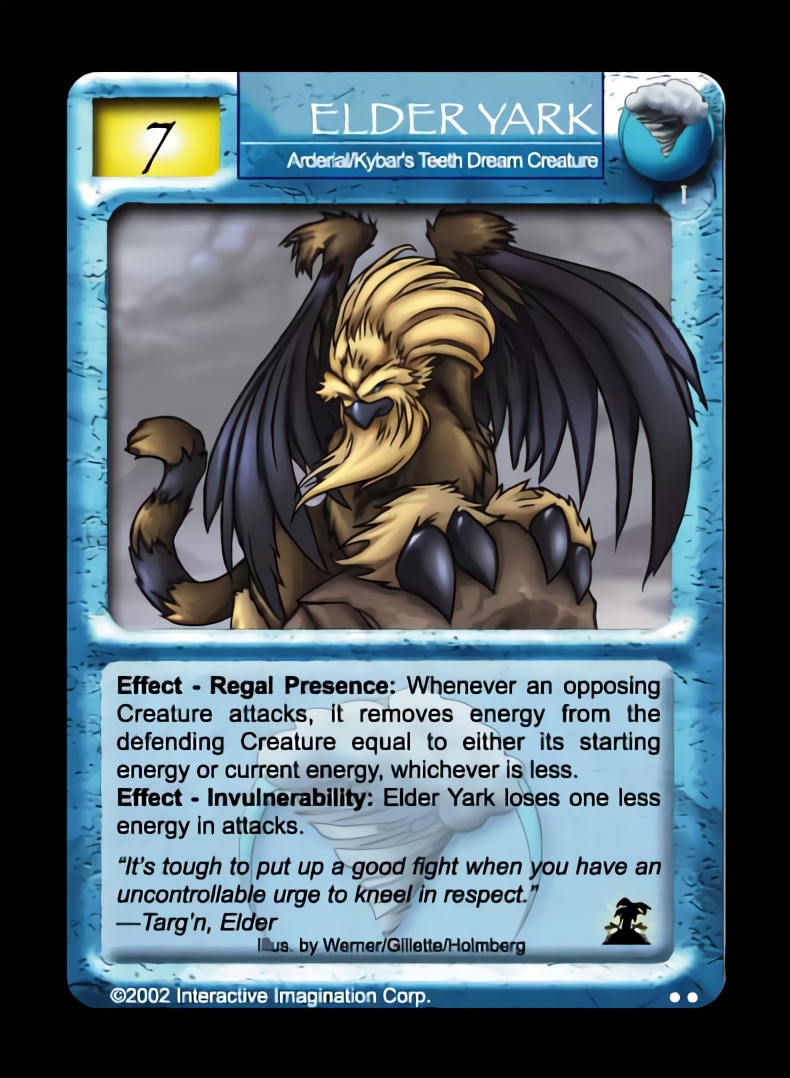 7
ELDER YARK
Arderial/Kybar's Teeth Dream Creature
1
Effect - Regal Presence: Whenever an opposing
Creature attacks, it removes energy from the
defending Creature equal to either its starting
energy or current energy, whichever is less.
Effect - Invulnerability: Elder Yark loses one less
energy in attacks.
“It's tough to put up a good fight when you have an
uncontrollable urge to kneel in respect.”
—Targ'n, Elder
Illus. by Werner/Gillette/Holmberg
©2002 Interactive Imagination Corp.